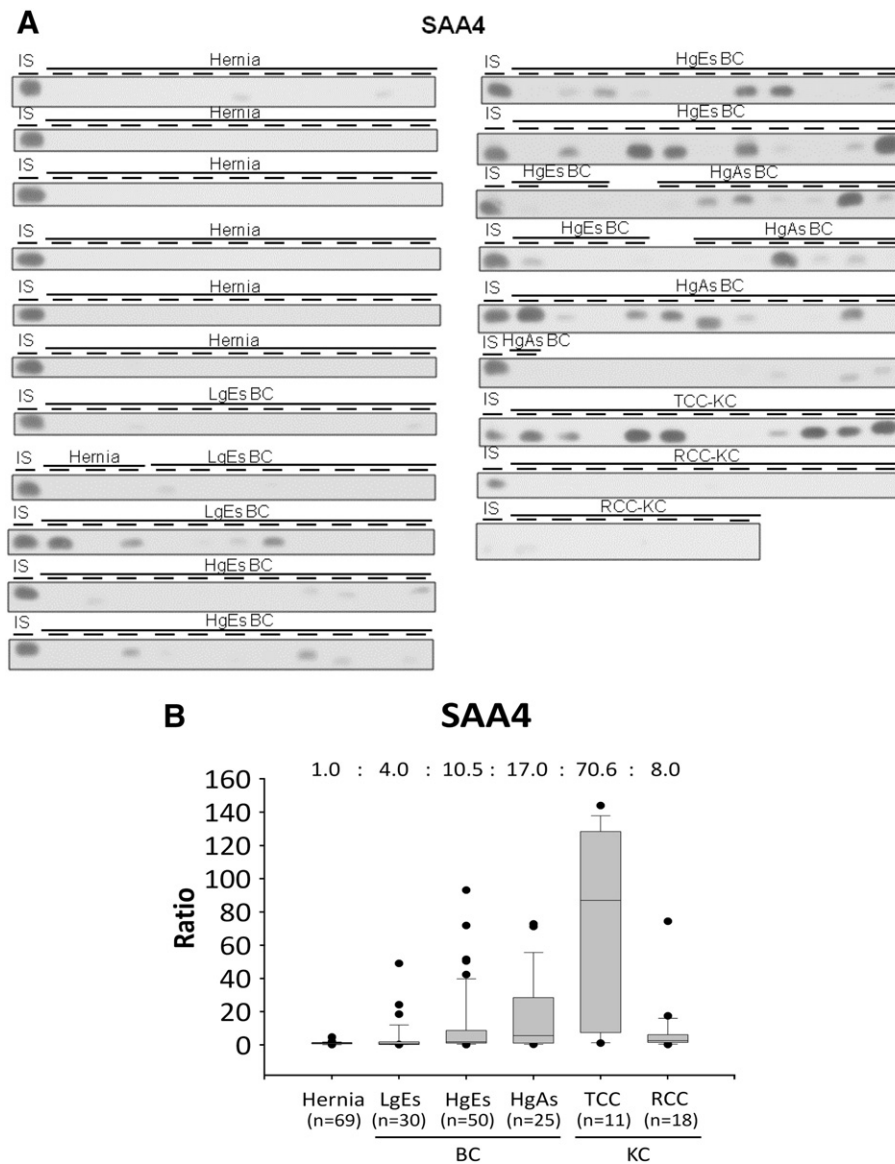 A
SAA4
IS Hernia
IS Hernia
IS Hernia
IS Hernia
IS Hernia
IS Hernia
IS LgEs BC
IS Hernia LgEs BC
IS LgEs BC
IS HgEs BC
IS HgEs BC
IS HgEs BC
IS HgEs BC
IS HgEs BC HgAs BC
IS HgEs BC HgAs BC
IS HgAs BC
IS HgAs BC
IS TCC-KC
IS RCC-KC
IS RCC-KC
B
SAA4
1.0 : 4.0 : 10.5 : 17.0 : 70.6 : 8.0
160
140
120
100
80
60
40
20
0
Ratio
Hernia LgEs HgEs HgAs TCC RCC
(n=69) (n=30) (n=50) (n=25) (n=11) (n=18)
BC KC